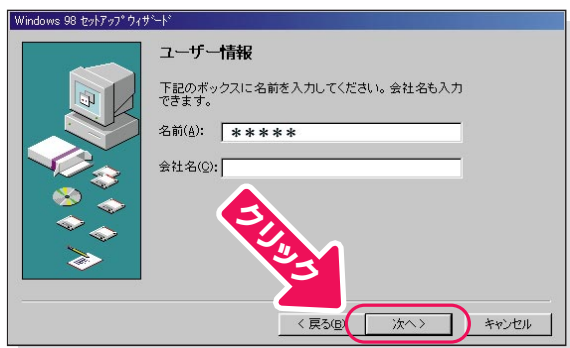 Windows 98 ｾｯﾄｱｯﾌﾟ ｳｨｻﾞｰﾄﾞ
ユーザー情報
下記のボックスに名前を入力してください。会社名も入力
できます。
名前(A): *****
会社名(C):
クリック
< 戻る(B) 次へ> キャンセル